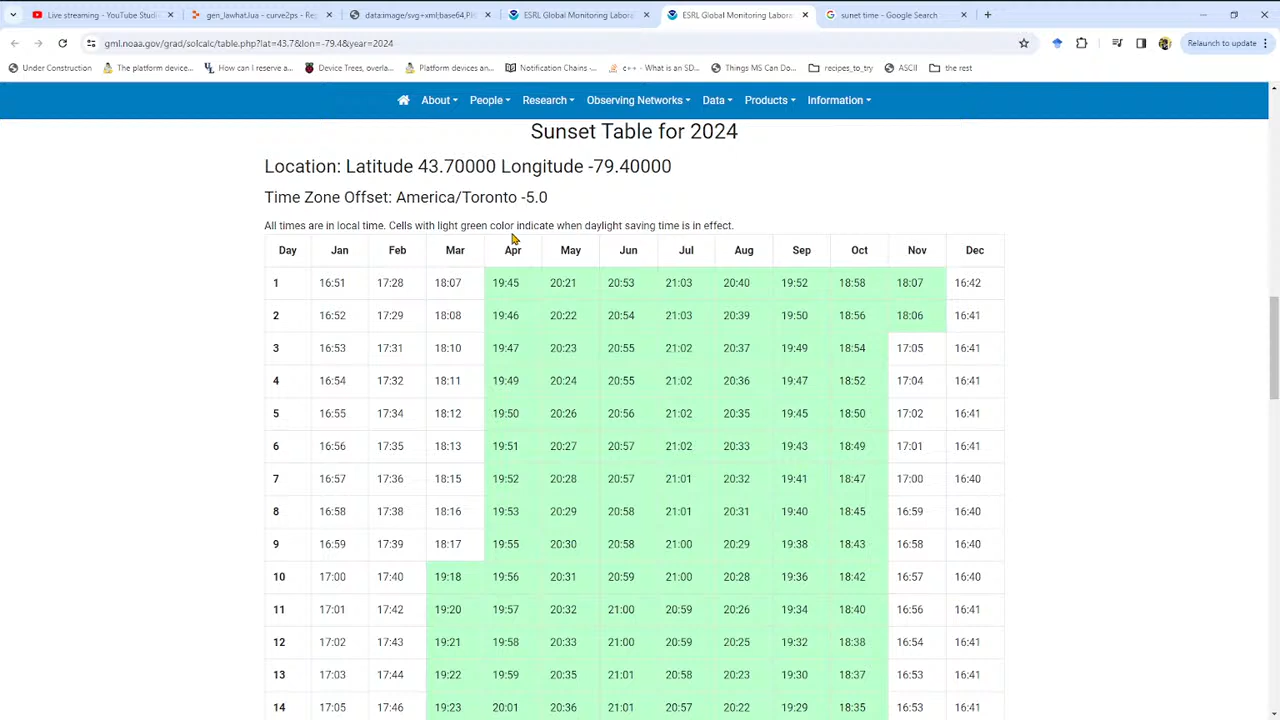 Live streaming - YouTube Studi
gen_lawhat.lua - curve2ps - Rep
data:image/svg+xml;base64,PH
ESRL Global Monitoring Labora
ESRL Global Monitoring Labora
sunset time - Google Search
gml.noaa.gov/grad/solcalc/table.php?lat=43.7&lon=-79.4&year=2024
Relaunch to update
Under Construction
The platform device...
How can I reserve a...
Device Trees, overla...
Platform devices an...
Notification Chains -...
c++ - What is an SD...
Things MS Can Do...
recipes_to_try
ASCII
the rest
About People Research Observing Networks Data Products Information
Sunset Table for 2024
Location: Latitude 43.70000 Longitude -79.40000
Time Zone Offset: America/Toronto -5.0
All times are in local time. Cells with light green color indicate when daylight saving time is in effect.
Day Jan Feb Mar Apr May Jun Jul Aug Sep Oct Nov Dec
1 16:51 17:28 18:07 19:45 20:21 20:53 21:03 20:40 19:52 18:58 18:07 16:42
2 16:52 17:29 18:08 19:46 20:22 20:54 21:03 20:39 19:50 18:56 18:06 16:41
3 16:53 17:31 18:10 19:47 20:23 20:55 21:02 20:37 19:49 18:54 17:05 16:41
4 16:54 17:32 18:11 19:49 20:24 20:55 21:02 20:36 19:47 18:52 17:04 16:41
5 16:55 17:34 18:12 19:50 20:26 20:56 21:02 20:35 19:45 18:50 17:02 16:41
6 16:56 17:35 18:13 19:51 20:27 20:57 21:02 20:33 19:43 18:49 17:01 16:41
7 16:57 17:36 18:15 19:52 20:28 20:57 21:01 20:32 19:41 18:47 17:00 16:40
8 16:58 17:38 18:16 19:53 20:29 20:58 21:01 20:31 19:40 18:45 16:59 16:40
9 16:59 17:39 18:17 19:55 20:30 20:58 21:00 20:29 19:38 18:43 16:58 16:40
10 17:00 17:40 19:18 19:56 20:31 20:59 21:00 20:28 19:36 18:42 16:57 16:40
11 17:01 17:42 19:20 19:57 20:32 21:00 20:59 20:26 19:34 18:40 16:56 16:41
12 17:02 17:43 19:21 19:58 20:33 21:00 20:59 20:25 19:32 18:38 16:54 16:41
13 17:03 17:44 19:22 19:59 20:35 21:01 20:58 20:23 19:30 18:37 16:53 16:41
14 17:05 17:46 19:23 20:01 20:36 21:01 20:57 20:22 19:29 18:35 16:53 16:41